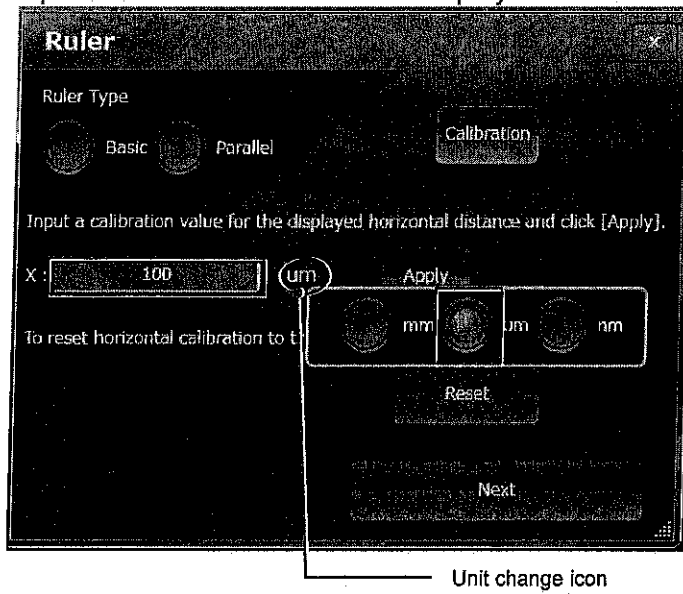 Ruler
x
Ruler Type
Basic Parallel
Calibration
Input a calibration value for the displayed horizontal distance and click [Apply].
X : 100 um Apply
mm um nm
To reset horizontal calibration to t
Reset
Next
Unit change icon